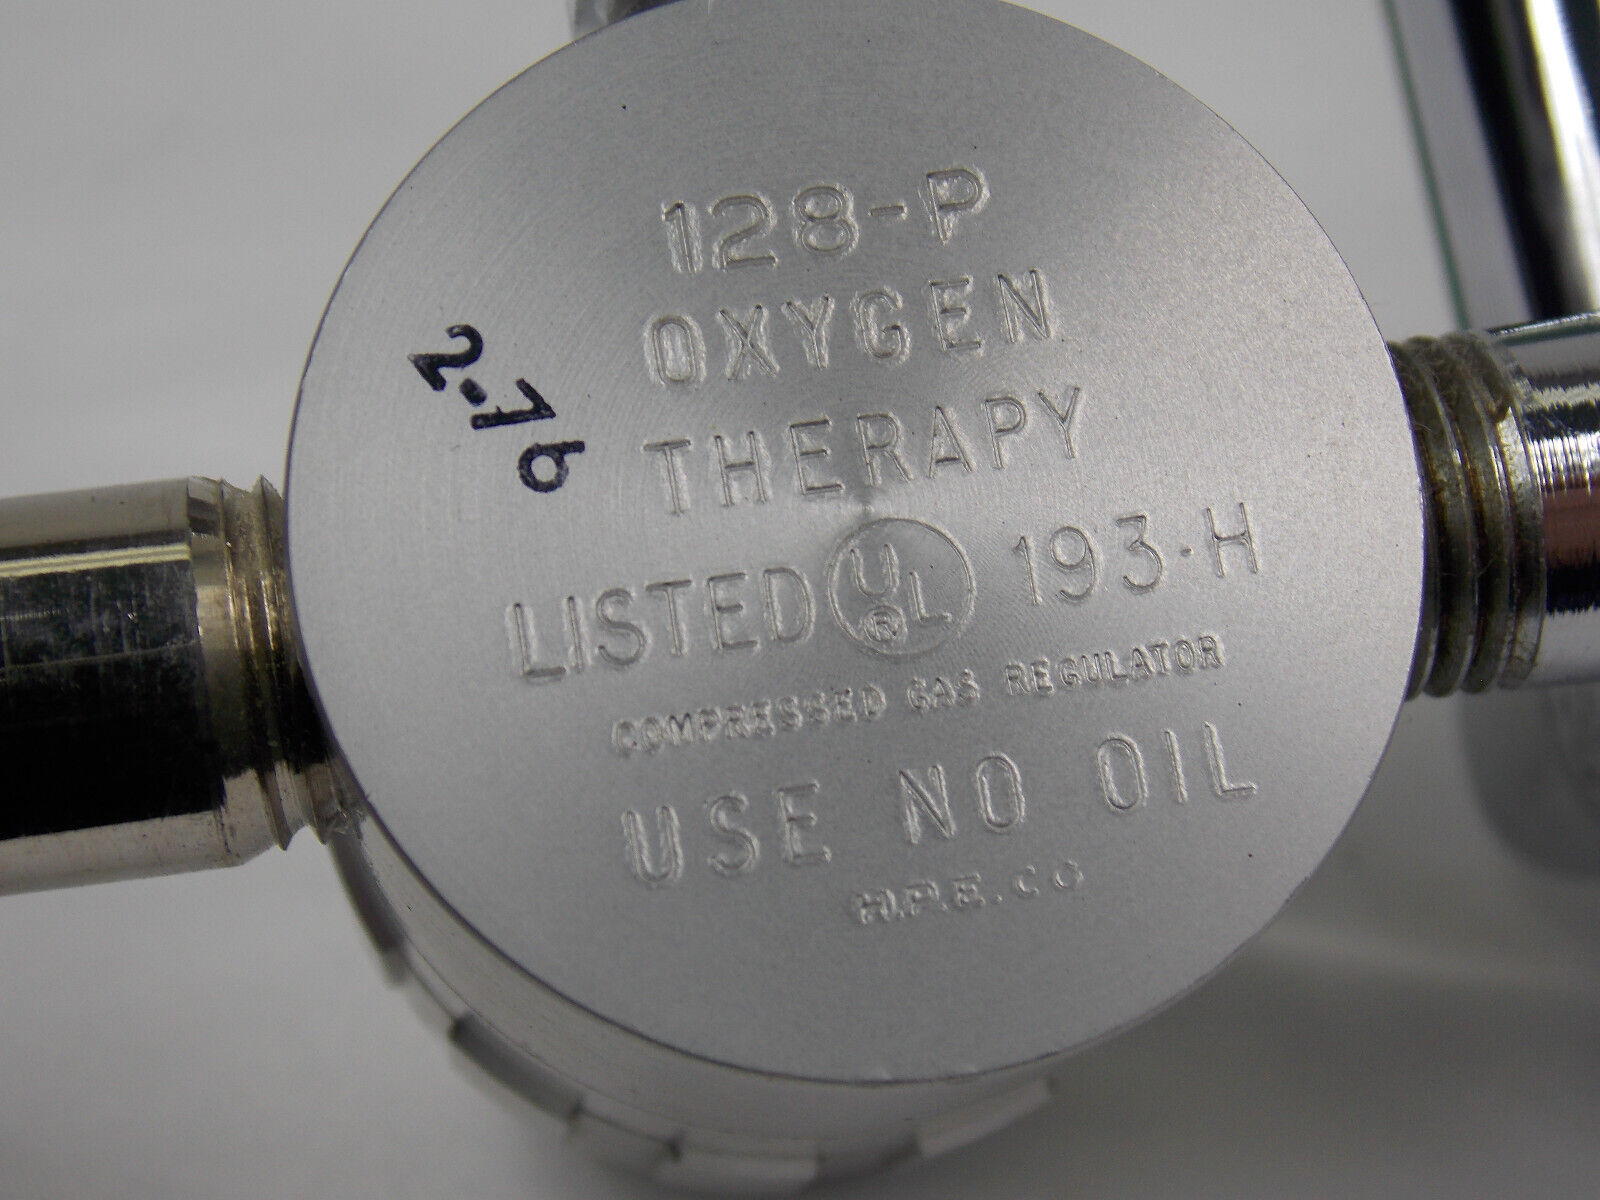 128-P
OXYGEN
THERAPY
LISTED UL® 193·H
COMPRESSED GAS REGULATOR
USE NO OIL
H.P.E.CO
2-76